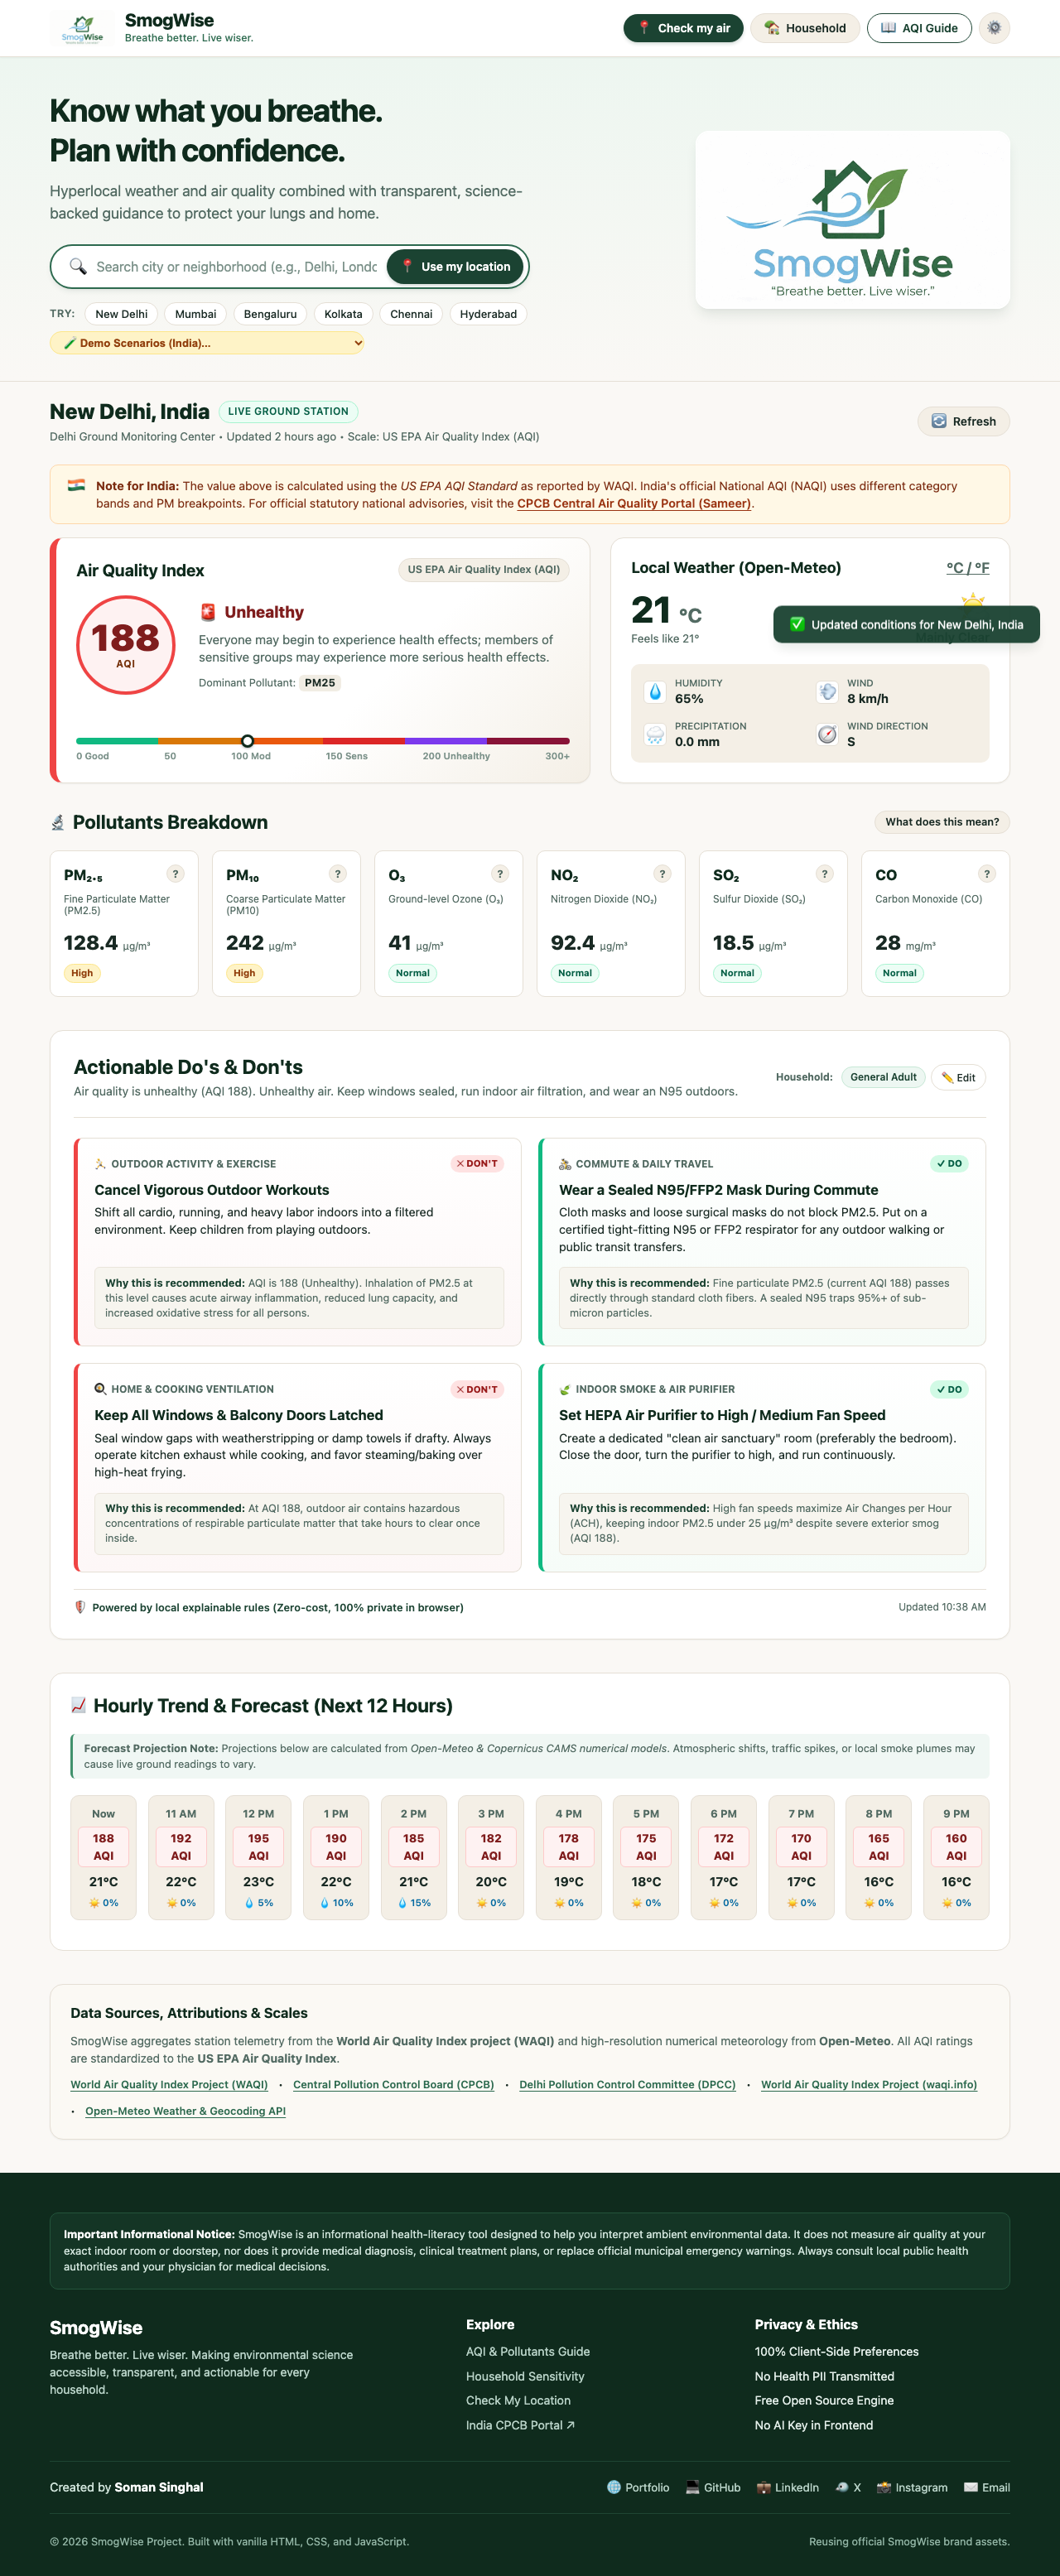 SmogWise
SmogWise
Breathe better. Live wiser.
Check my air
Household
AQI Guide
Know what you breathe.
Plan with confidence.
Hyperlocal weather and air quality combined with transparent, science-
backed guidance to protect your lungs and home.
Search city or neighborhood (e.g., Delhi, Londc
Use my location
TRY:
New Delhi
Mumbai
Bengaluru
Kolkata
Chennai
Hyderabad
Demo Scenarios (India)...
SmogWise
“Breathe better. Live wiser.”
New Delhi, India
LIVE GROUND STATION
Delhi Ground Monitoring Center • Updated 2 hours ago • Scale: US EPA Air Quality Index (AQI)
Refresh
Note for India: The value above is calculated using the US EPA AQI Standard as reported by WAQI. India's official National AQI (NAQI) uses different category
bands and PM breakpoints. For official statutory national advisories, visit the CPCB Central Air Quality Portal (Sameer).
Air Quality Index
US EPA Air Quality Index (AQI)
188
AQI
Unhealthy
Everyone may begin to experience health effects; members of
sensitive groups may experience more serious health effects.
Dominant Pollutant: PM25
0 Good
50
100 Mod
150 Sens
200 Unhealthy
300+
Local Weather (Open-Meteo)
°C / °F
21 °C
Feels like 21°
Mainly Clear
Updated conditions for New Delhi, India
HUMIDITY
65%
WIND
8 km/h
PRECIPITATION
0.0 mm
WIND DIRECTION
S
Pollutants Breakdown
What does this mean?
PM₂.₅
?
Fine Particulate Matter
(PM2.5)
128.4 µg/m³
High
PM₁₀
?
Coarse Particulate Matter
(PM10)
242 µg/m³
High
O₃
?
Ground-level Ozone (O₃)
41 µg/m³
Normal
NO₂
?
Nitrogen Dioxide (NO₂)
92.4 µg/m³
Normal
SO₂
?
Sulfur Dioxide (SO₂)
18.5 µg/m³
Normal
CO
?
Carbon Monoxide (CO)
28 mg/m³
Normal
Actionable Do's & Don'ts
Air quality is unhealthy (AQI 188). Unhealthy air. Keep windows sealed, run indoor air filtration, and wear an N95 outdoors.
Household:
General Adult
Edit
OUTDOOR ACTIVITY & EXERCISE
✕ DON'T
Cancel Vigorous Outdoor Workouts
Shift all cardio, running, and heavy labor indoors into a filtered
environment. Keep children from playing outdoors.
Why this is recommended: AQI is 188 (Unhealthy). Inhalation of PM2.5 at
this level causes acute airway inflammation, reduced lung capacity, and
increased oxidative stress for all persons.
COMMUTE & DAILY TRAVEL
✓ DO
Wear a Sealed N95/FFP2 Mask During Commute
Cloth masks and loose surgical masks do not block PM2.5. Put on a
certified tight-fitting N95 or FFP2 respirator for any outdoor walking or
public transit transfers.
Why this is recommended: Fine particulate PM2.5 (current AQI 188) passes
directly through standard cloth fibers. A sealed N95 traps 95%+ of sub-
micron particles.
HOME & COOKING VENTILATION
✕ DON'T
Keep All Windows & Balcony Doors Latched
Seal window gaps with weatherstripping or damp towels if drafty. Always
operate kitchen exhaust while cooking, and favor steaming/baking over
high-heat frying.
Why this is recommended: At AQI 188, outdoor air contains hazardous
concentrations of respirable particulate matter that take hours to clear once
inside.
INDOOR SMOKE & AIR PURIFIER
✓ DO
Set HEPA Air Purifier to High / Medium Fan Speed
Create a dedicated "clean air sanctuary" room (preferably the bedroom).
Close the door, turn the purifier to high, and run continuously.
Why this is recommended: High fan speeds maximize Air Changes per Hour
(ACH), keeping indoor PM2.5 under 25 µg/m³ despite severe exterior smog
(AQI 188).
Powered by local explainable rules (Zero-cost, 100% private in browser)
Updated 10:38 AM
Hourly Trend & Forecast (Next 12 Hours)
Forecast Projection Note: Projections below are calculated from Open-Meteo & Copernicus CAMS numerical models. Atmospheric shifts, traffic spikes, or local smoke plumes may
cause live ground readings to vary.
Now
188
AQI
21°C
0%
11 AM
192
AQI
22°C
0%
12 PM
195
AQI
23°C
5%
1 PM
190
AQI
22°C
10%
2 PM
185
AQI
21°C
15%
3 PM
182
AQI
20°C
0%
4 PM
178
AQI
19°C
0%
5 PM
175
AQI
18°C
0%
6 PM
172
AQI
17°C
0%
7 PM
170
AQI
17°C
0%
8 PM
165
AQI
16°C
0%
9 PM
160
AQI
16°C
0%
Data Sources, Attributions & Scales
SmogWise aggregates station telemetry from the World Air Quality Index project (WAQI) and high-resolution numerical meteorology from Open-Meteo. All AQI ratings
are standardized to the US EPA Air Quality Index.
World Air Quality Index Project (WAQI) • Central Pollution Control Board (CPCB) • Delhi Pollution Control Committee (DPCC) • World Air Quality Index Project (waqi.info)
• Open-Meteo Weather & Geocoding API
Important Informational Notice: SmogWise is an informational health-literacy tool designed to help you interpret ambient environmental data. It does not measure air quality at your
exact indoor room or doorstep, nor does it provide medical diagnosis, clinical treatment plans, or replace official municipal emergency warnings. Always consult local public health
authorities and your physician for medical decisions.
SmogWise
Breathe better. Live wiser. Making environmental science
accessible, transparent, and actionable for every
household.
Explore
AQI & Pollutants Guide
Household Sensitivity
Check My Location
India CPCB Portal ↗
Privacy & Ethics
100% Client-Side Preferences
No Health PII Transmitted
Free Open Source Engine
No AI Key in Frontend
Created by Soman Singhal
Portfolio
GitHub
LinkedIn
X
Instagram
Email
© 2026 SmogWise Project. Built with vanilla HTML, CSS, and JavaScript.
Reusing official SmogWise brand assets.